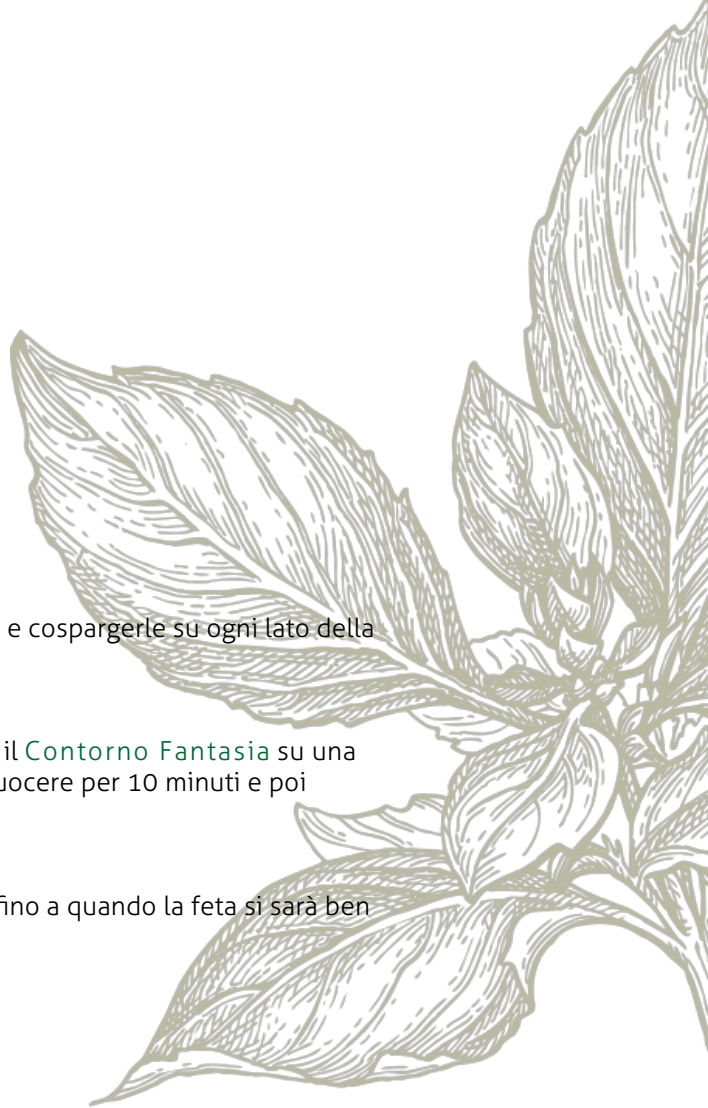 e cospargerle su ogni lato della
il Contorno Fantasia su una
uocere per 10 minuti e poi
fino a quando la feta si sarà ben